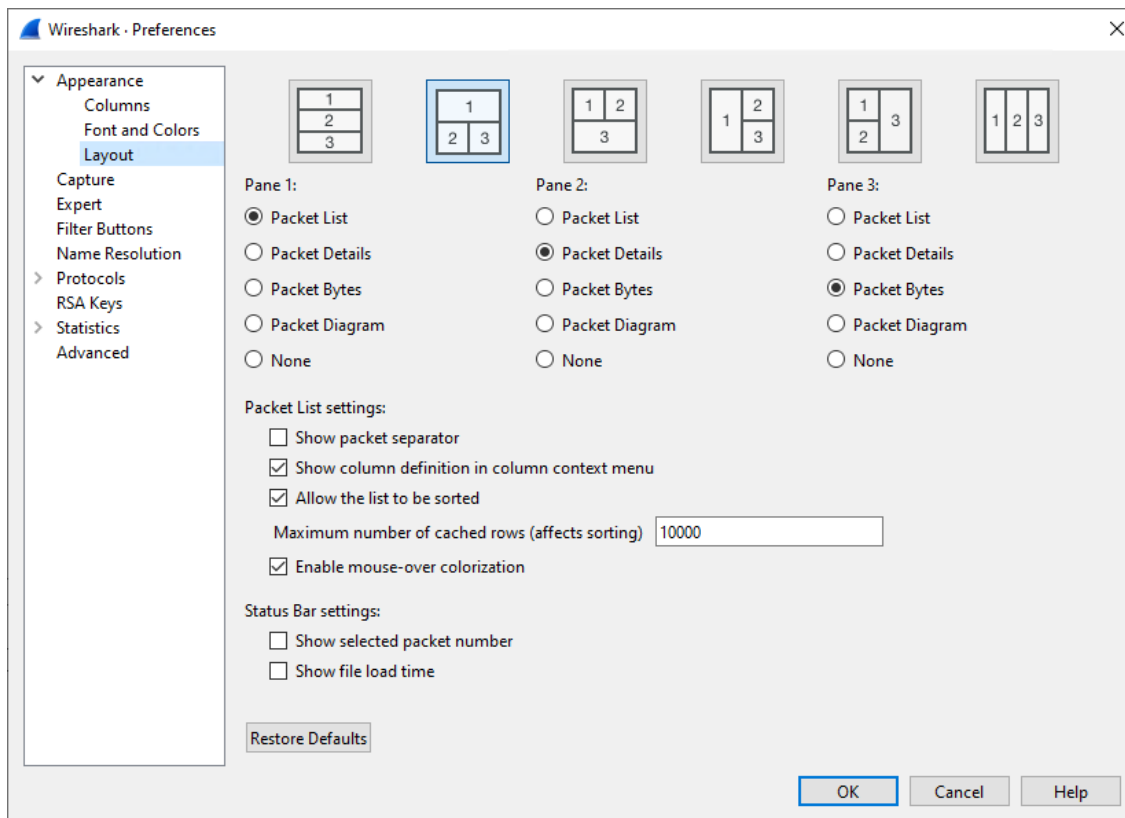 Wireshark · Preferences
Appearance
Columns
Font and Colors
Layout
Capture
Expert
Filter Buttons
Name Resolution
Protocols
RSA Keys
Statistics
Advanced
1
2
3
1
2 3
1 2
3
1
2
3
1
2
3
1 2 3
Pane 1:
Packet List
Packet Details
Packet Bytes
Packet Diagram
None
Pane 2:
Packet List
Packet Details
Packet Bytes
Packet Diagram
None
Pane 3:
Packet List
Packet Details
Packet Bytes
Packet Diagram
None
Packet List settings:
Show packet separator
Show column definition in column context menu
Allow the list to be sorted
Maximum number of cached rows (affects sorting) 10000
Enable mouse-over colorization
Status Bar settings:
Show selected packet number
Show file load time
Restore Defaults
OK Cancel Help